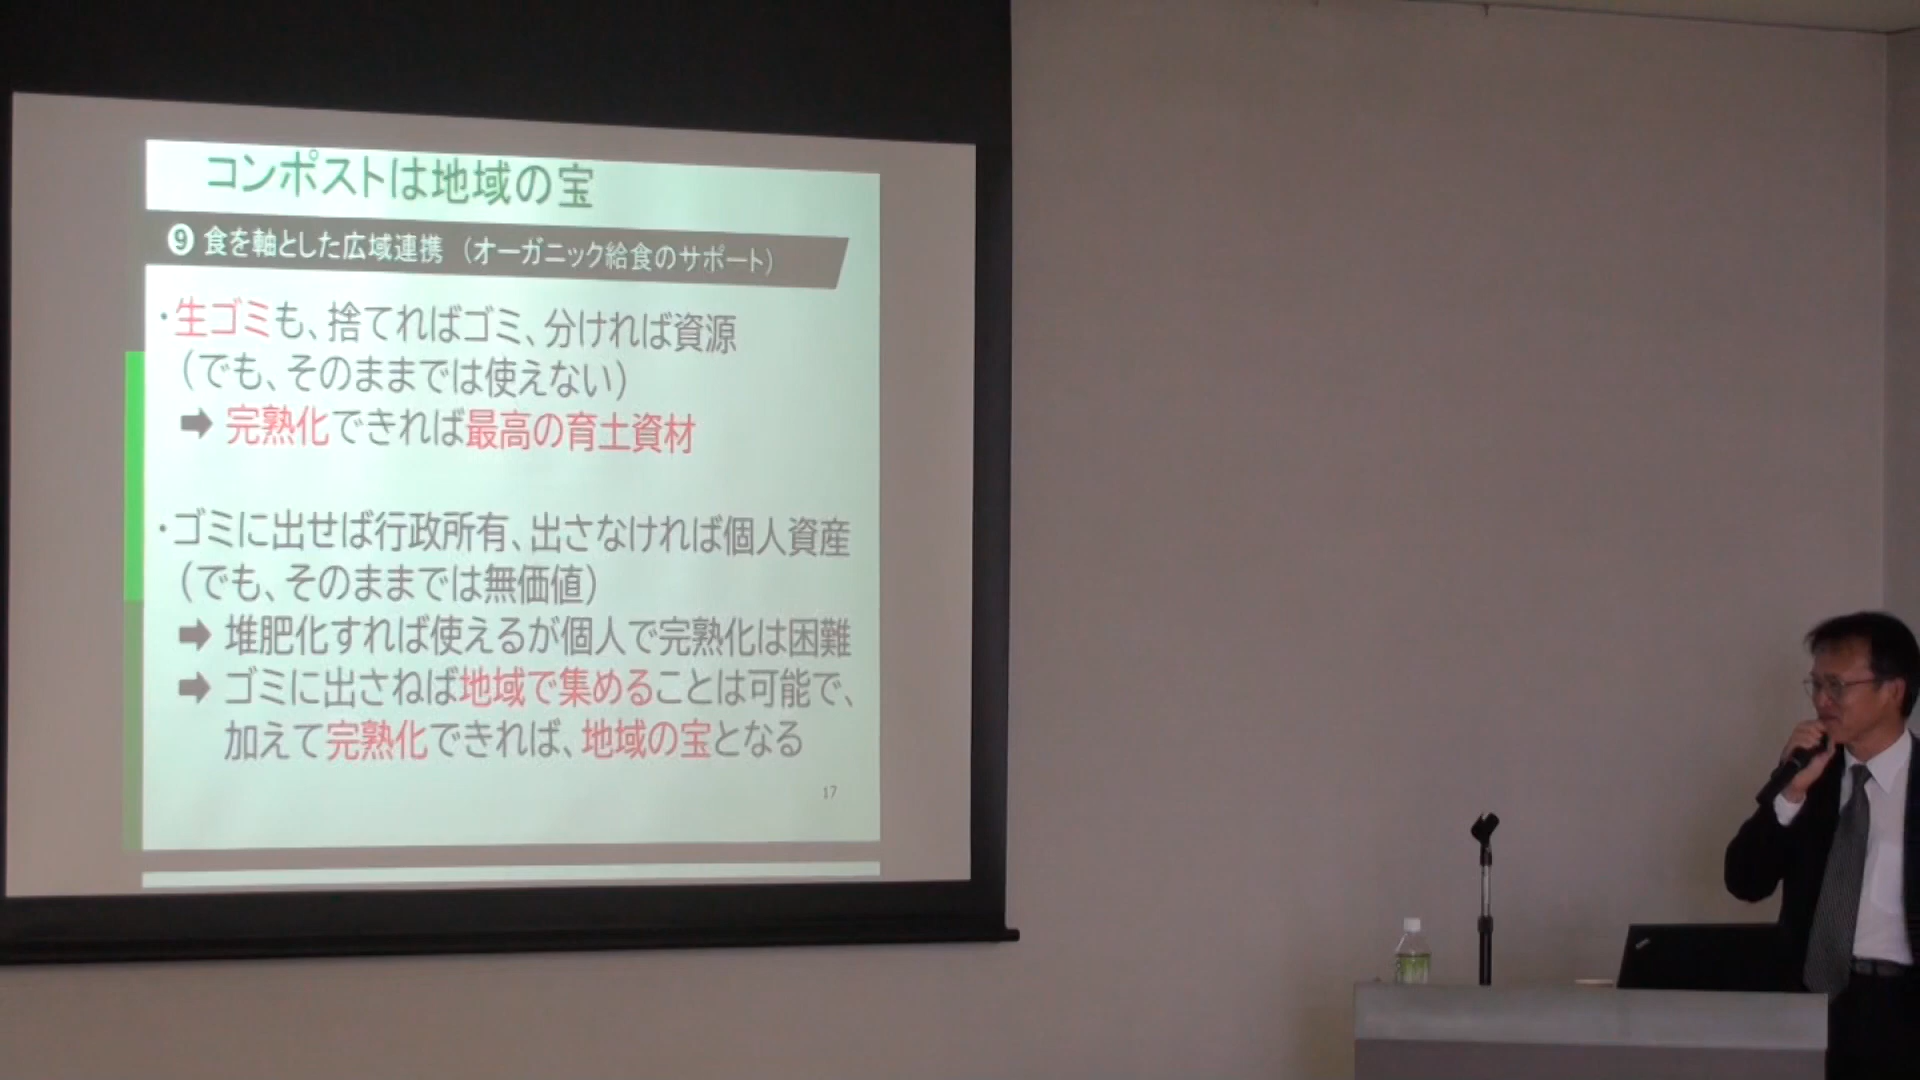 コンポストは地域の宝
❾ 食を軸とした広域連携 （オーガニック給食のサポート）
・生ゴミも、捨てればゴミ、分ければ資源
（でも、そのままでは使えない）
➡ 完熟化できれば最高の育土資材
・ゴミに出せば行政所有、出さなければ個人資産
（でも、そのままでは無価値）
➡ 堆肥化すれば使えるが個人で完熟化は困難
➡ ゴミに出さねば地域で集めることは可能で、
加えて完熟化できれば、地域の宝となる
17